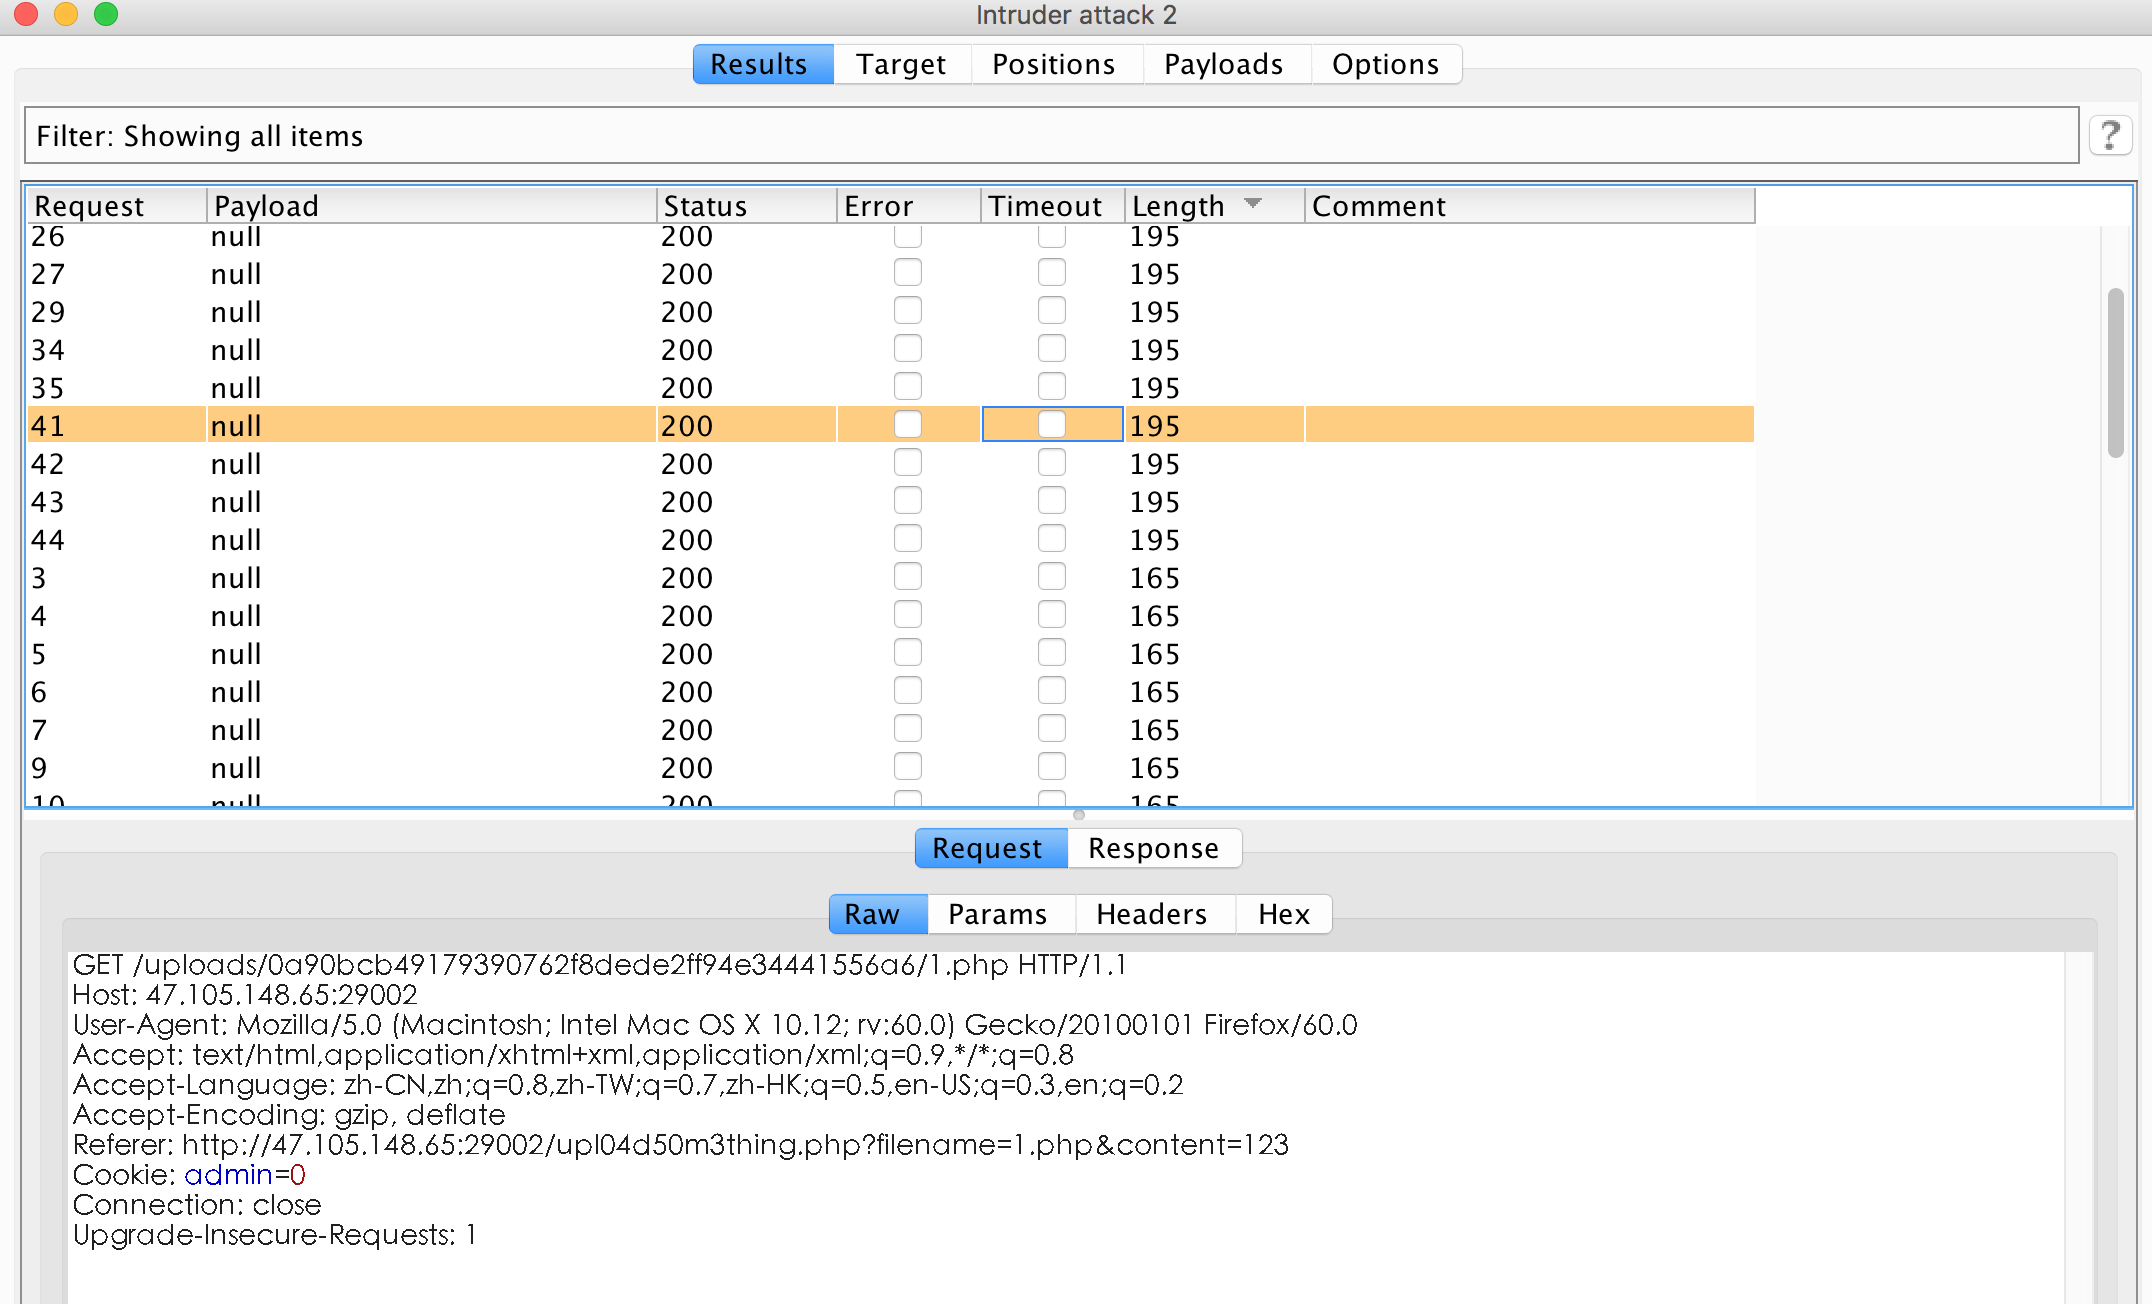 Intruder attack 2
Results Target Positions Payloads Options
Filter: Showing all items
?
Request Payload Status Error Timeout Length Comment
26 null 200 195
27 null 200 195
29 null 200 195
34 null 200 195
35 null 200 195
41 null 200 195
42 null 200 195
43 null 200 195
44 null 200 195
3 null 200 165
4 null 200 165
5 null 200 165
6 null 200 165
7 null 200 165
9 null 200 165
10 null 200 165
Request Response
Raw Params Headers Hex
GET /uploads/0a90bcb49179390762f8dede2ff94e34441556a6/1.php HTTP/1.1
Host: 47.105.148.65:29002
User-Agent: Mozilla/5.0 (Macintosh; Intel Mac OS X 10.12; rv:60.0) Gecko/20100101 Firefox/60.0
Accept: text/html,application/xhtml+xml,application/xml;q=0.9,*/*;q=0.8
Accept-Language: zh-CN,zh;q=0.8,zh-TW;q=0.7,zh-HK;q=0.5,en-US;q=0.3,en;q=0.2
Accept-Encoding: gzip, deflate
Referer: http://47.105.148.65:29002/upl04d50m3thing.php?filename=1.php&content=123
Cookie: admin=0
Connection: close
Upgrade-Insecure-Requests: 1